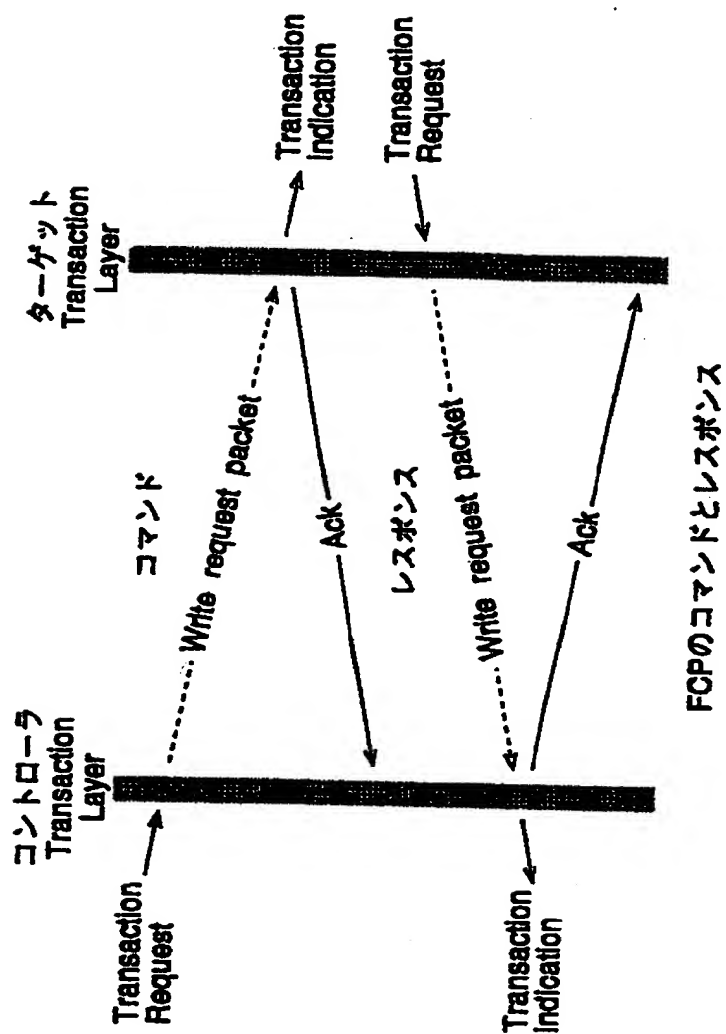 コントローラ
Transaction
Layer
ターゲット
Transaction
Layer
Transaction
Request
コマンド
Write request packet
Transaction
Indication
Ack
Transaction
Request
レスポンス
Write request packet
Transaction
Indication
Ack
FCPのコマンドとレスポンス